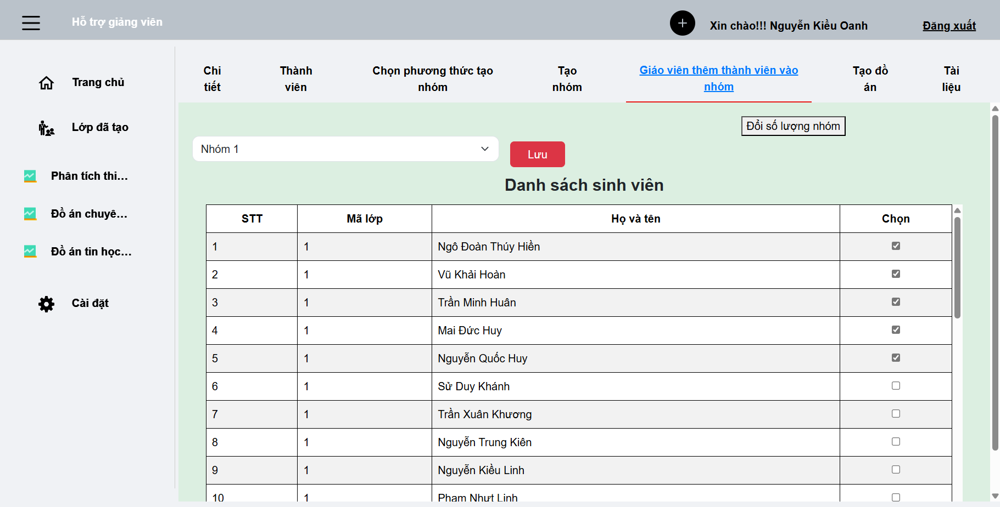 Hỗ trợ giảng viên
Xin chào!!! Nguyễn Kiều Oanh
Đăng xuất
Trang chủ
Lớp đã tạo
Phân tích thi...
Đồ án chuyê...
Đồ án tin học...
Cài đặt
Chi
tiết
Thành
viên
Chọn phương thức tạo
nhóm
Tạo
nhóm
Giáo viên thêm thành viên vào
nhóm
Tạo đồ
án
Tài
liệu
Đổi số lượng nhóm
Nhóm 1
Lưu
Danh sách sinh viên
STT Mã lớp Họ và tên Chọn
1 1 Ngô Đoàn Thúy Hiền
2 1 Vũ Khải Hoàn
3 1 Trần Minh Huân
4 1 Mai Đức Huy
5 1 Nguyễn Quốc Huy
6 1 Sử Duy Khánh
7 1 Trần Xuân Khương
8 1 Nguyễn Trung Kiên
9 1 Nguyễn Kiều Linh
10 1 Phạm Nhựt Linh